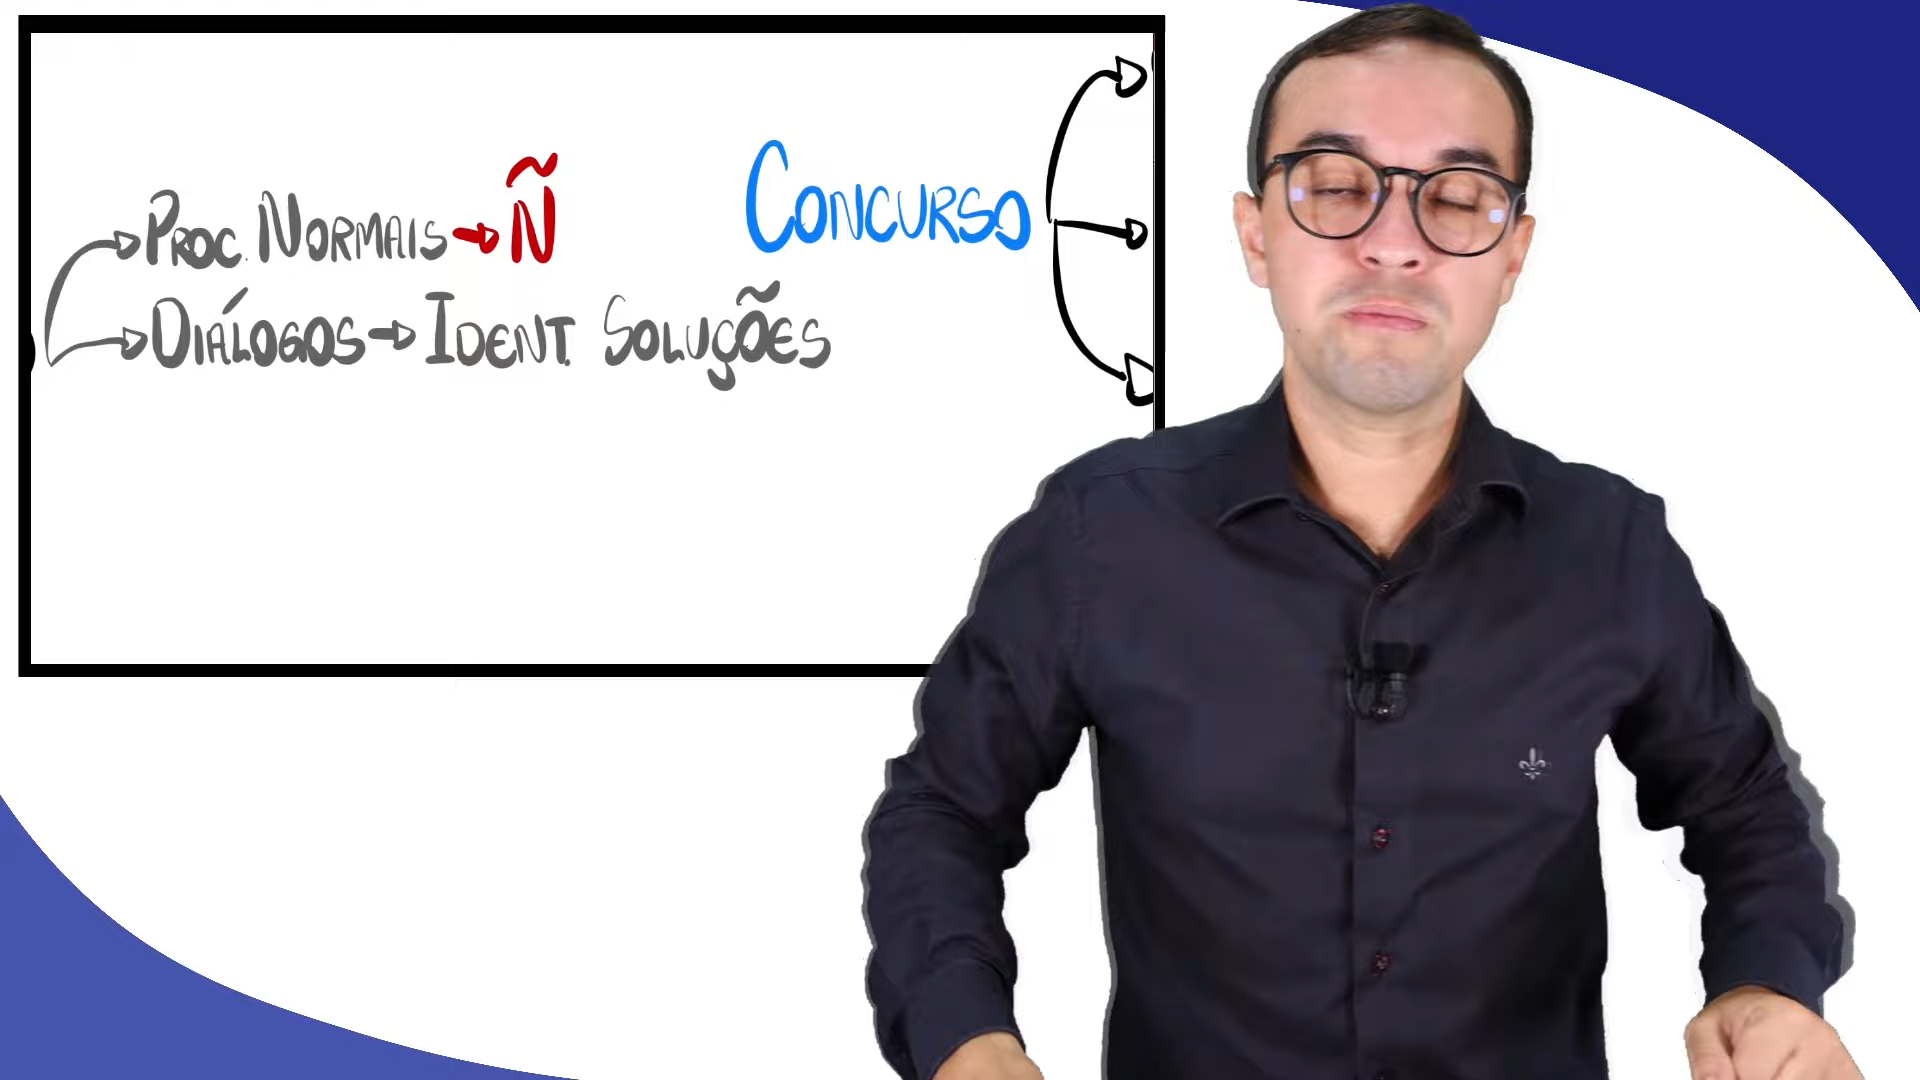 Proc. Normais → Ñ
Diálogos → Ident. Soluções
Concurso